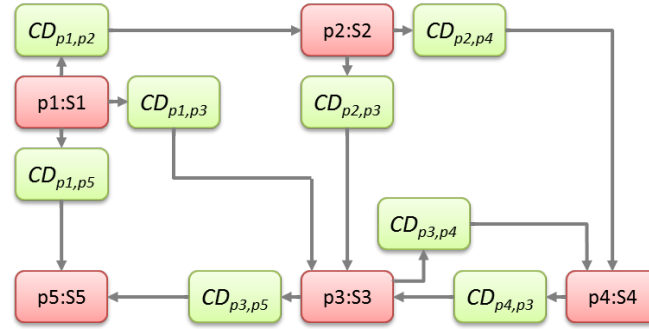 CDp1,p2
p2:S2
CDp2,p4
p1:S1
CDp1,p3
CDp2,p3
CDp1,p5
CDp3,p4
p5:S5
CDp3,p5
p3:S3
CDp4,p3
p4:S4